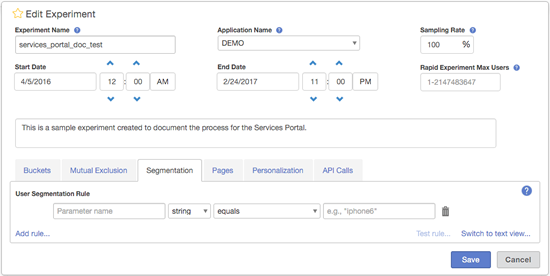 Edit Experiment
Experiment Name ? Application Name ? Sampling Rate ?
services_portal_doc_test DEMO 100 %
Start Date End Date Rapid Experiment Max Users ?
4/5/2016 12 : 00 AM 2/24/2017 11 : 00 PM 1-2147483647
This is a sample experiment created to document the process for the Services Portal.
Buckets Mutual Exclusion Segmentation Pages Personalization API Calls
User Segmentation Rule ?
Parameter name string equals e.g., "iphone6"
Add rule... Test rule... Switch to text view...
Save Cancel